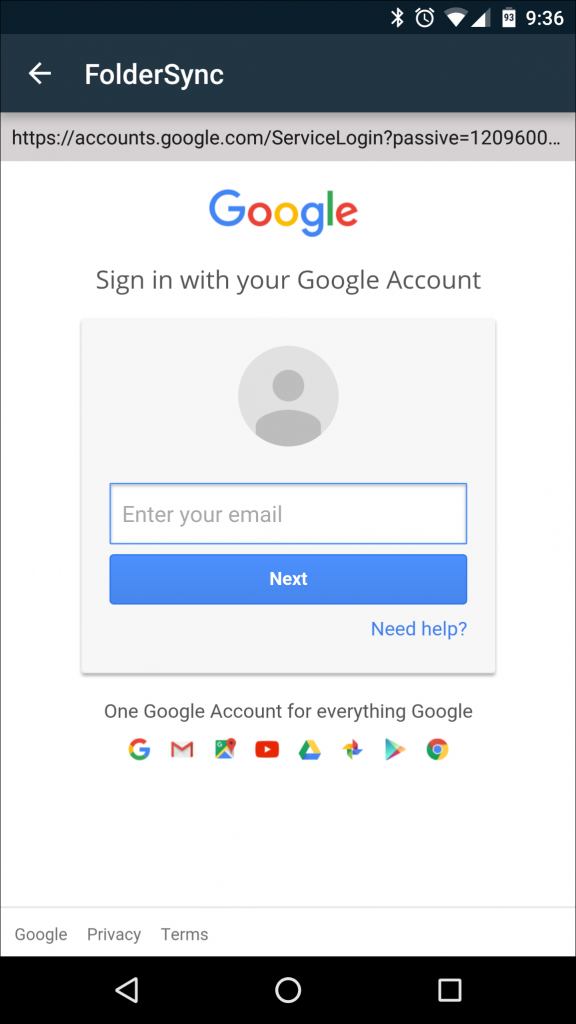 93 9:36
FolderSync
https://accounts.google.com/ServiceLogin?passive=1209600...
Google
Sign in with your Google Account
Enter your email
Next
Need help?
One Google Account for everything Google
Google Privacy Terms